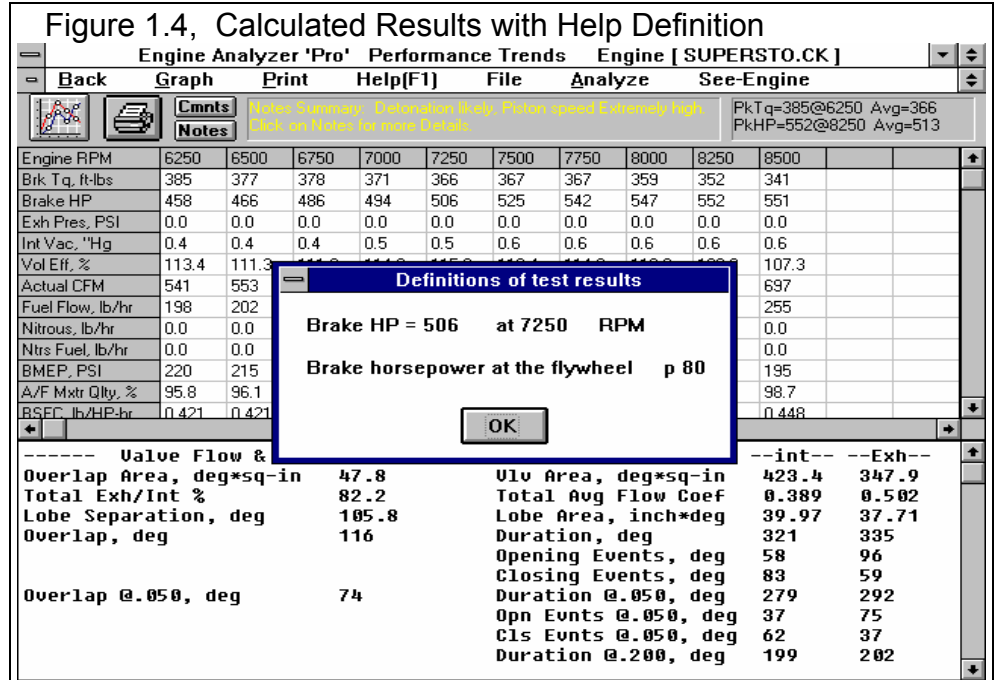 Figure 1.4, Calculated Results with Help Definition
Engine Analyzer 'Pro' Performance Trends Engine [ SUPERSTO.CK ]
Back Graph Print Help(F1) File Analyze See-Engine
Cmnts
Notes
Notes Summary: Detonation likely, Piston speed Extremely high.
Click on Notes for more Details.
PkTq=385@6250 Avg=366
PkHP=552@8250 Avg=513
Engine RPM 6250 6500 6750 7000 7250 7500 7750 8000 8250 8500
Brk Tq, ft-lbs 385 377 378 371 366 367 367 359 352 341
Brake HP 458 466 486 494 506 525 542 547 552 551
Exh Pres, PSI 0.0 0.0 0.0 0.0 0.0 0.0 0.0 0.0 0.0 0.0
Int Vac, "Hg 0.4 0.4 0.4 0.5 0.5 0.6 0.6 0.6 0.6 0.6
Vol Eff, % 113.4 111.3 107.3
Actual CFM 541 553 697
Fuel Flow, lb/hr 198 202 255
Nitrous, lb/hr 0.0 0.0 0.0
Ntrs Fuel, lb/hr 0.0 0.0 0.0
BMEP, PSI 220 215 195
A/F Mxtr Qlty, % 95.8 96.1 98.7
BSFC, lb/HP-hr 0.421 0.421 0.448
Definitions of test results
Brake HP = 506 at 7250 RPM
Brake horsepower at the flywheel p 80
OK
------ Valve Flow & --int-- --Exh--
Overlap Area, deg*sq-in 47.8 Vlv Area, deg*sq-in 423.4 347.9
Total Exh/Int % 82.2 Total Avg Flow Coef 0.389 0.502
Lobe Separation, deg 105.8 Lobe Area, inch*deg 39.97 37.71
Overlap, deg 116 Duration, deg 321 335
Opening Events, deg 58 96
Closing Events, deg 83 59
Overlap @.050, deg 74 Duration @.050, deg 279 292
Opn Evnts @.050, deg 37 75
Cls Evnts @.050, deg 62 37
Duration @.200, deg 199 202